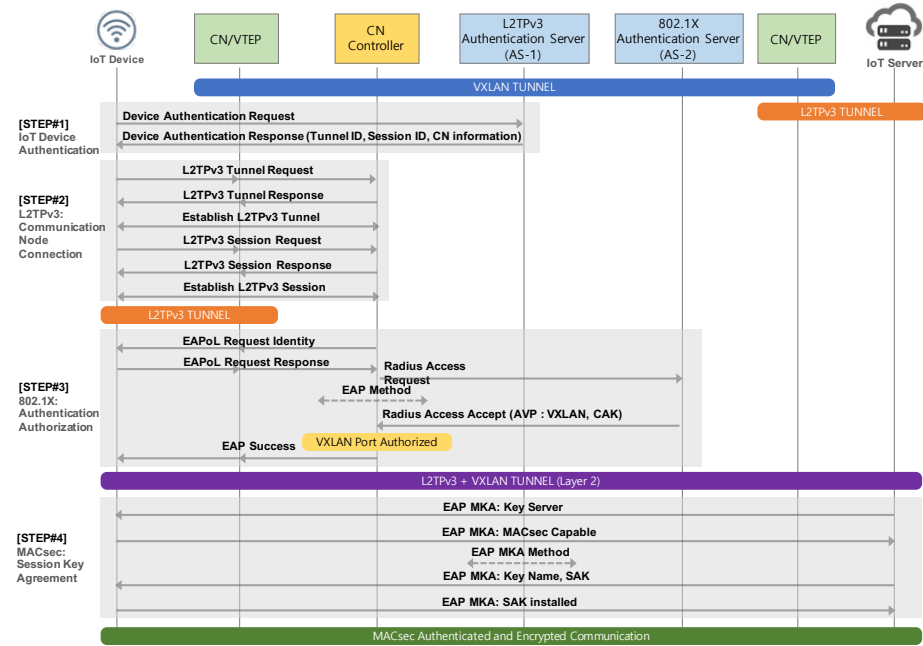 IoT Device
CN/VTEP
CN
Controller
L2TPv3
Authentication Server
(AS-1)
802.1X
Authentication Server
(AS-2)
CN/VTEP
IoT Server
VXLAN TUNNEL
L2TPv3 TUNNEL
[STEP#1]
IoT Device
Authentication
Device Authentication Request
Device Authentication Response (Tunnel ID, Session ID, CN information)
[STEP#2]
L2TPv3:
Communication
Node
Connection
L2TPv3 Tunnel Request
L2TPv3 Tunnel Response
Establish L2TPv3 Tunnel
L2TPv3 Session Request
L2TPv3 Session Response
Establish L2TPv3 Session
L2TPv3 TUNNEL
[STEP#3]
802.1X:
Authentication
Authorization
EAPoL Request Identity
EAPoL Request Response
Radius Access
Request
EAP Method
Radius Access Accept (AVP : VXLAN, CAK)
VXLAN Port Authorized
EAP Success
L2TPv3 + VXLAN TUNNEL (Layer 2)
[STEP#4]
MACsec:
Session Key
Agreement
EAP MKA: Key Server
EAP MKA: MACsec Capable
EAP MKA Method
EAP MKA: Key Name, SAK
EAP MKA: SAK installed
MACsec Authenticated and Encrypted Communication